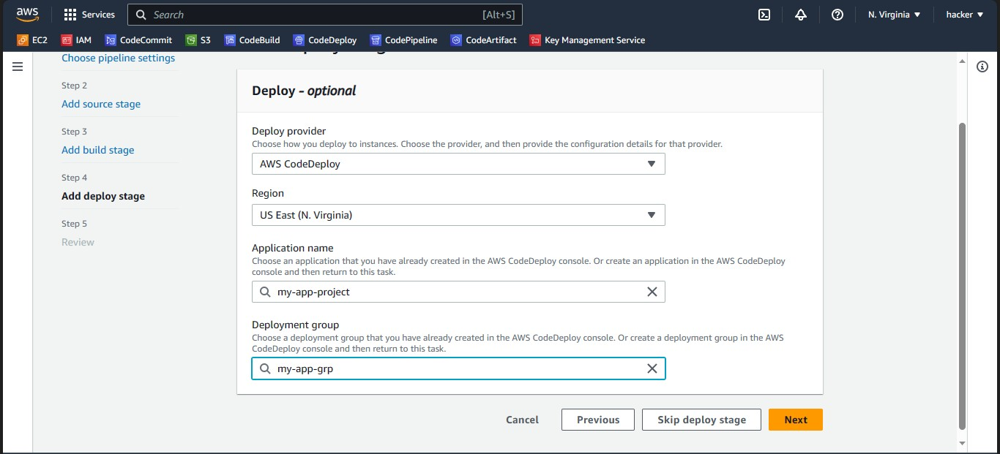 aws
Services
Search [Alt+S]
N. Virginia
hacker
EC2 IAM CodeCommit S3 CodeBuild CodeDeploy CodePipeline CodeArtifact Key Management Service
Choose pipeline settings
Step 2
Add source stage
Step 3
Add build stage
Step 4
Add deploy stage
Step 5
Review
Deploy - optional
Deploy provider
Choose how you deploy to instances. Choose the provider, and then provide the configuration details for that provider.
AWS CodeDeploy
Region
US East (N. Virginia)
Application name
Choose an application that you have already created in the AWS CodeDeploy console. Or create an application in the AWS CodeDeploy
console and then return to this task.
my-app-project
Deployment group
Choose a deployment group that you have already created in the AWS CodeDeploy console. Or create a deployment group in the AWS
CodeDeploy console and then return to this task.
my-app-grp
Cancel
Previous
Skip deploy stage
Next